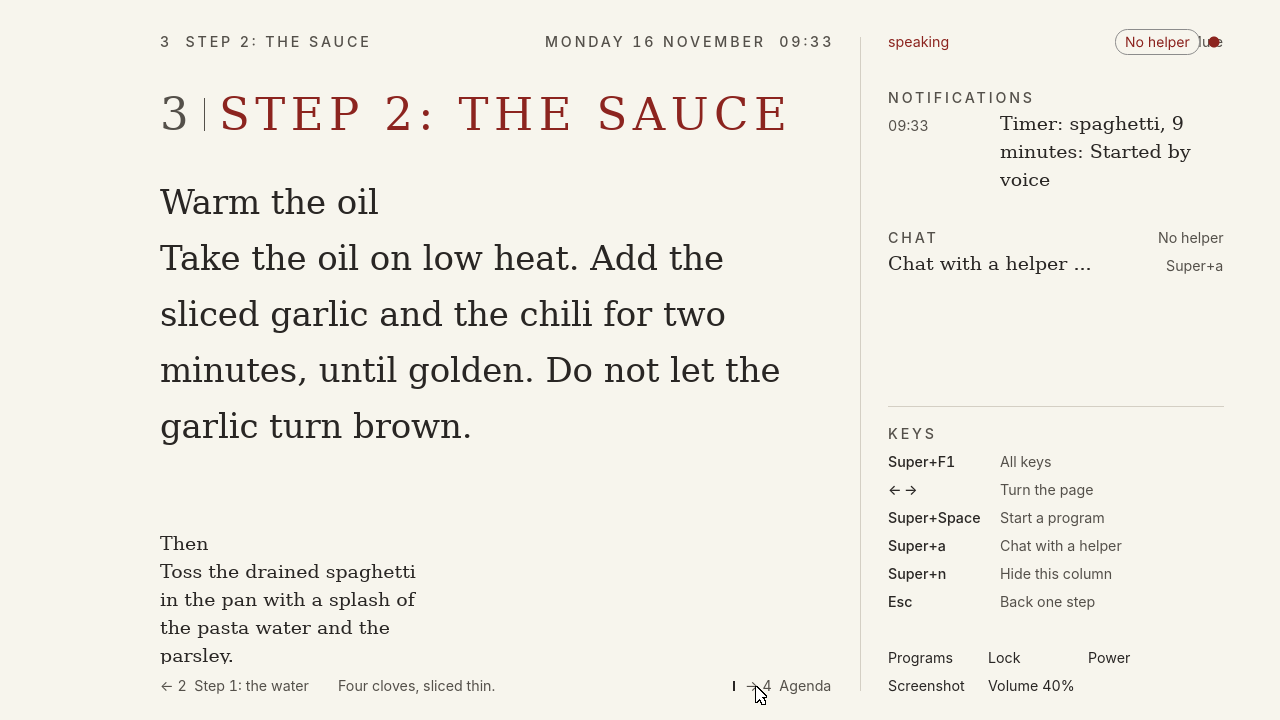 3 STEP 2: THE SAUCE
MONDAY 16 NOVEMBER 09:33
3 STEP 2: THE SAUCE
Warm the oil
Take the oil on low heat. Add the
sliced garlic and the chili for two
minutes, until golden. Do not let the
garlic turn brown.
Then
Toss the drained spaghetti
in the pan with a splash of
the pasta water and the
parsley.
← 2 Step 1: the water
Four cloves, sliced thin.
→ 4 Agenda
speaking
No helper
NOTIFICATIONS
09:33 Timer: spaghetti, 9
minutes: Started by
voice
CHAT No helper
Chat with a helper ... Super+a
KEYS
Super+F1 All keys
← → Turn the page
Super+Space Start a program
Super+a Chat with a helper
Super+n Hide this column
Esc Back one step
Programs Lock Power
Screenshot Volume 40%